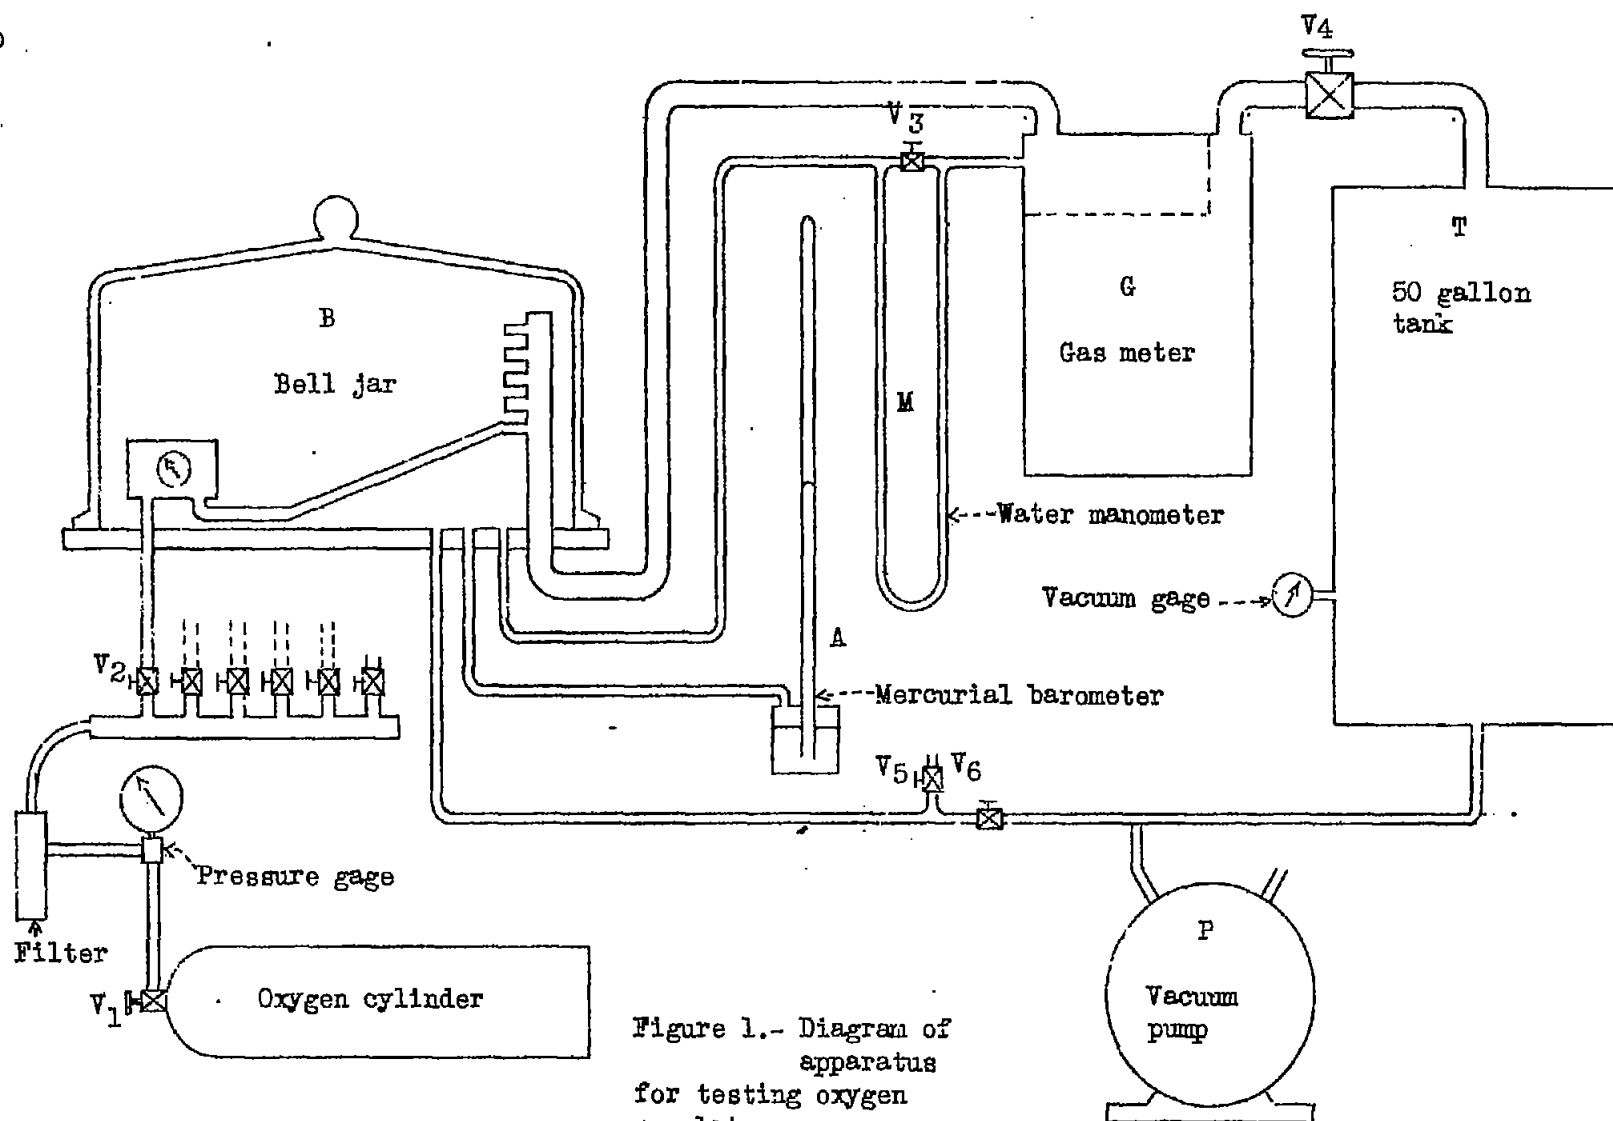 V4
V3
T
B
G
50 gallon
tank
Gas meter
Bell jar
M
Water manometer
Vacuum gage
A
V2
Mercurial barometer
V5 V6
Pressure gage
P
Filter
V1
Oxygen cylinder
Vacuum
pump
Figure 1.- Diagram of
apparatus
for testing oxygen